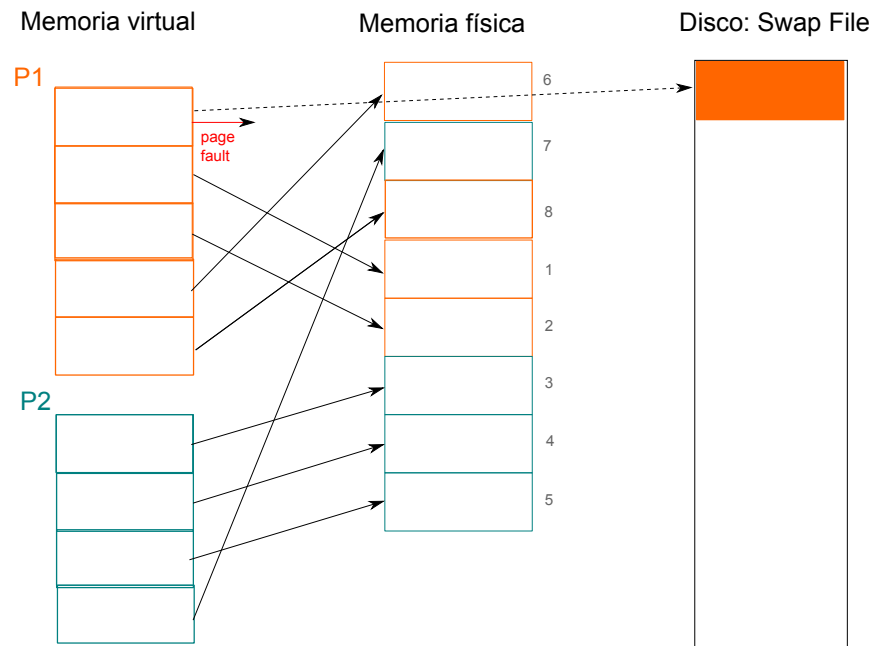 Memoria virtual
Memoria física
Disco: Swap File
P1
page
fault
6
7
8
1
2
3
4
5
P2